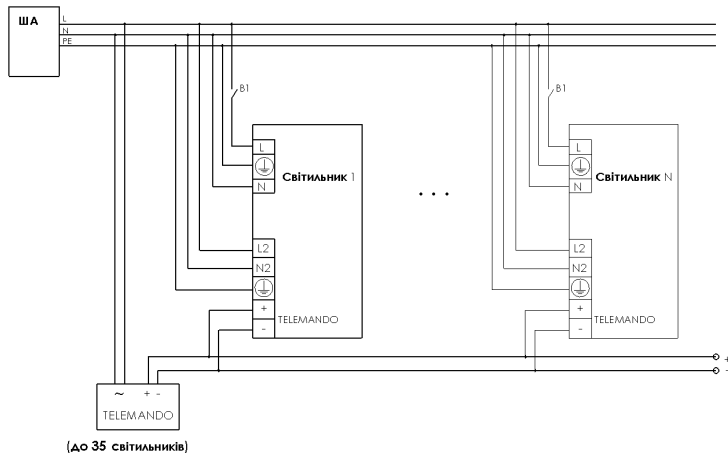 ША
L
N
PE
B1
B1
L
N
Світильник 1
L2
N2
+
-
TELEMANDO
. . .
L
N
Світильник N
L2
N2
+
-
TELEMANDO
+
-
~ + -
TELEMANDO
(до 35 світильників)